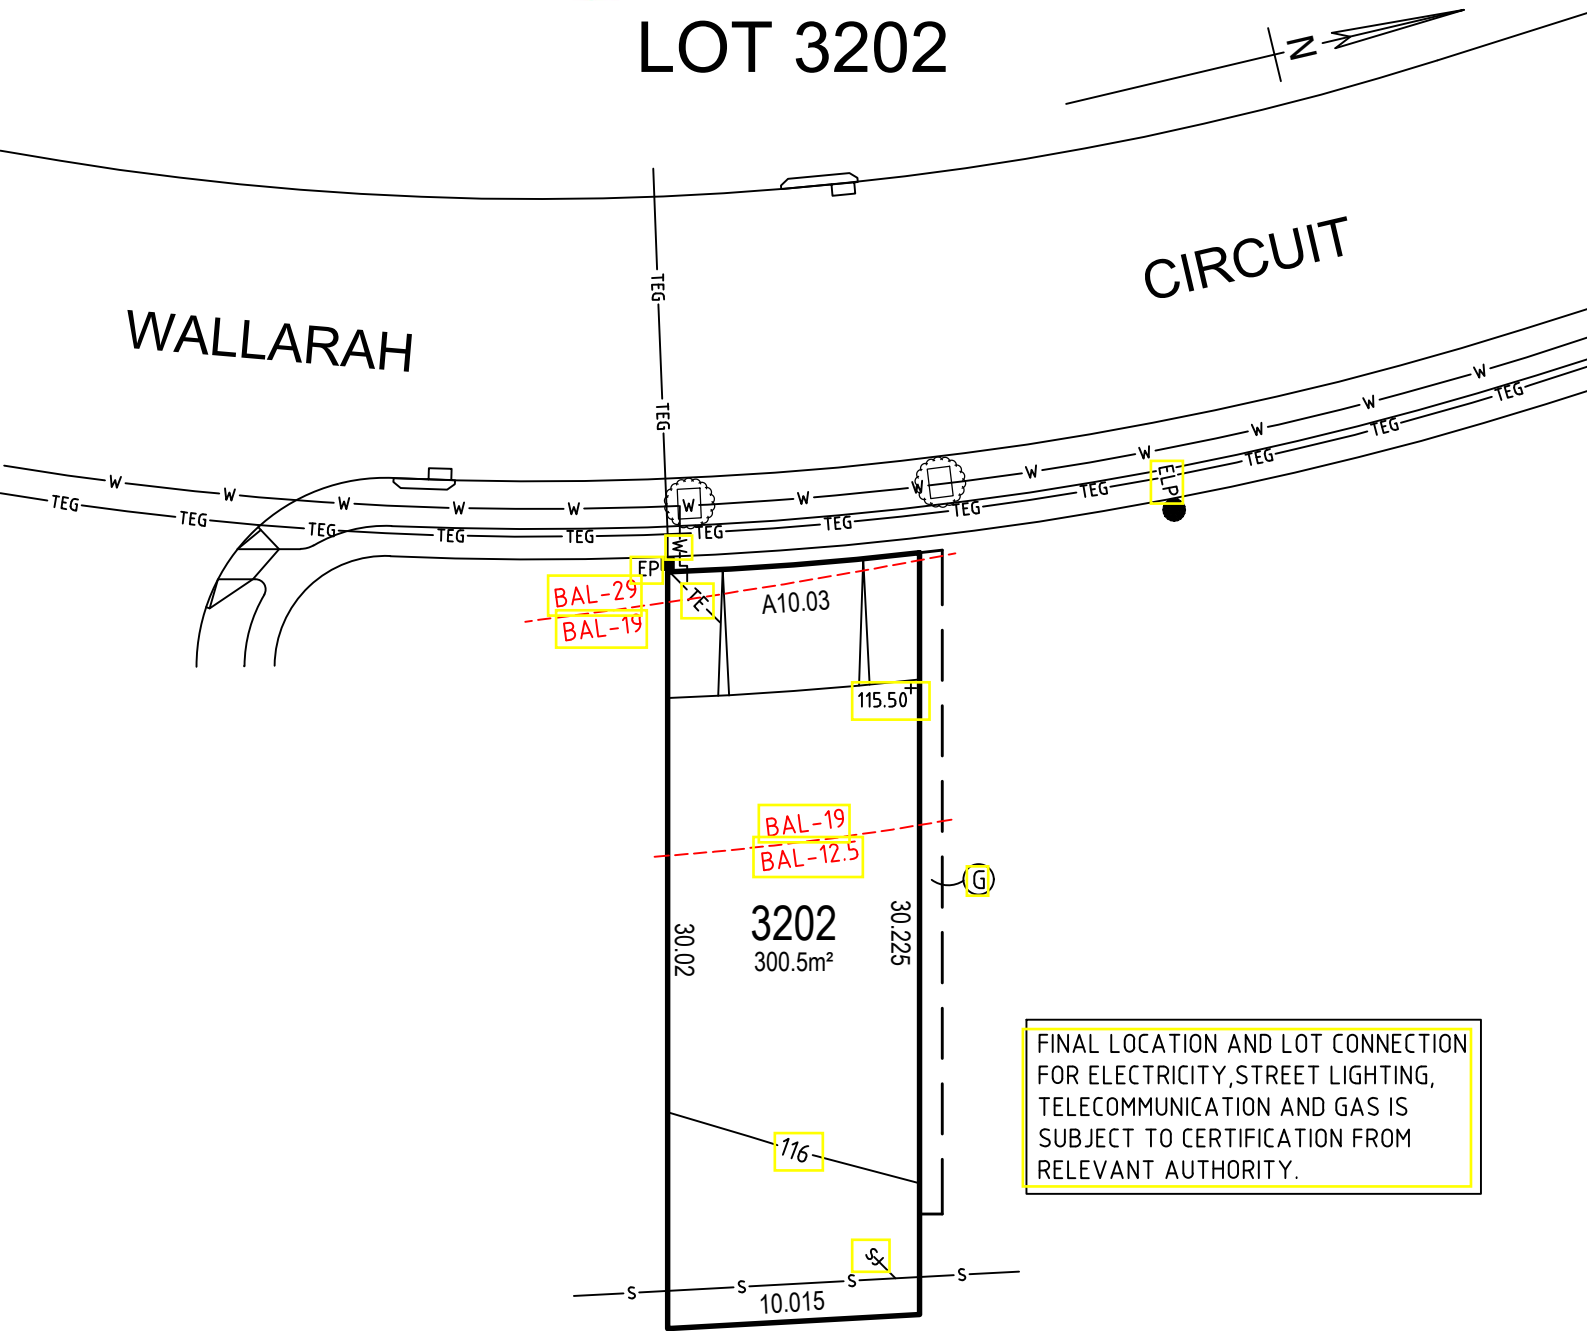 LOT 3202
N
CIRCUIT
WALLARAH
TEG
TEG
W
W
W
W
W
W
W
W
W
W
W
W
W
TEG
TEG
TEG
TEG
TEG
TEG
TEG
TEG
TEG
TEG
TEG
TEG
ELP
W
EP
BAL-29
BAL-19
TE
A10.03
115.50
BAL-19
BAL-12.5
G
3202
300.5m²
30.02
30.225
FINAL LOCATION AND LOT CONNECTION
FOR ELECTRICITY,STREET LIGHTING,
TELECOMMUNICATION AND GAS IS
SUBJECT TO CERTIFICATION FROM
RELEVANT AUTHORITY.
116
S
S
S
S
S
10.015